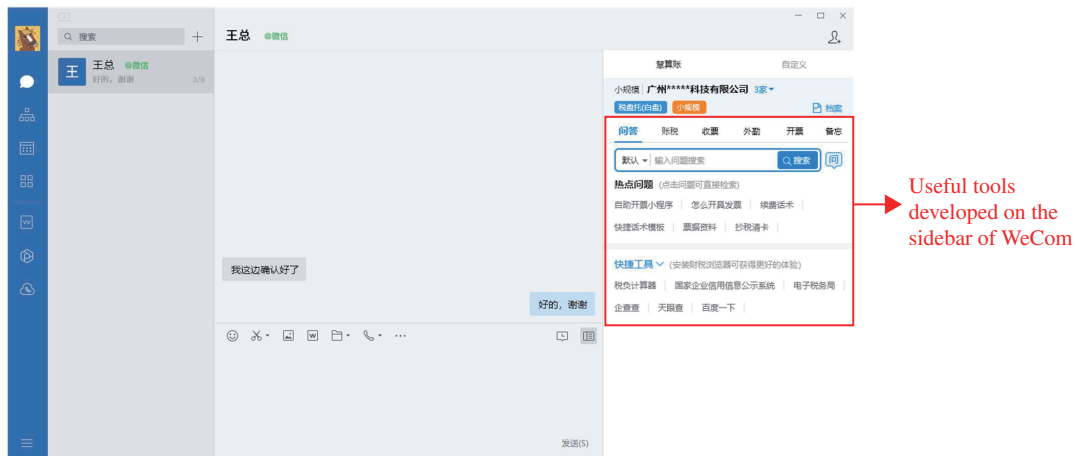 搜索
王总 @微信
王
王总 @微信
好的，谢谢
3/9
我这边确认好了
好的，谢谢
发送(S)
慧算账 自定义
小规模 广州*****科技有限公司 3家
税盘托(白盘) 小规模 档案
问答 账税 收票 外勤 开票 备忘
默认 输入问题搜索 搜索 问
热点问题 (点击问题可直接检索)
自助开票小程序 怎么开具发票 续费话术
快捷话术模板 票据资料 抄税清卡
快捷工具 (安装财税浏览器可获得更好的体验)
税负计算器 国家企业信用信息公示系统 电子税务局
企查查 天眼查 百度一下
Useful tools
developed on the
sidebar of WeCom